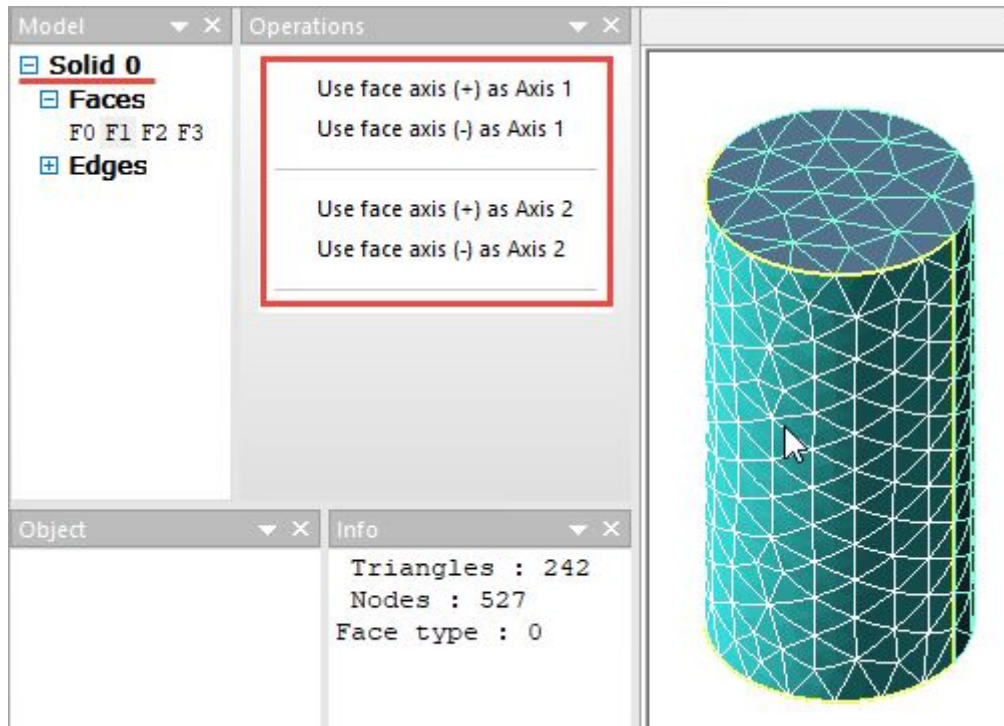 Model
Operations
Solid 0
Faces
F0 F1 F2 F3
Edges
Use face axis (+) as Axis 1
Use face axis (-) as Axis 1
Use face axis (+) as Axis 2
Use face axis (-) as Axis 2
Object
Info
Triangles : 242
Nodes : 527
Face type : 0